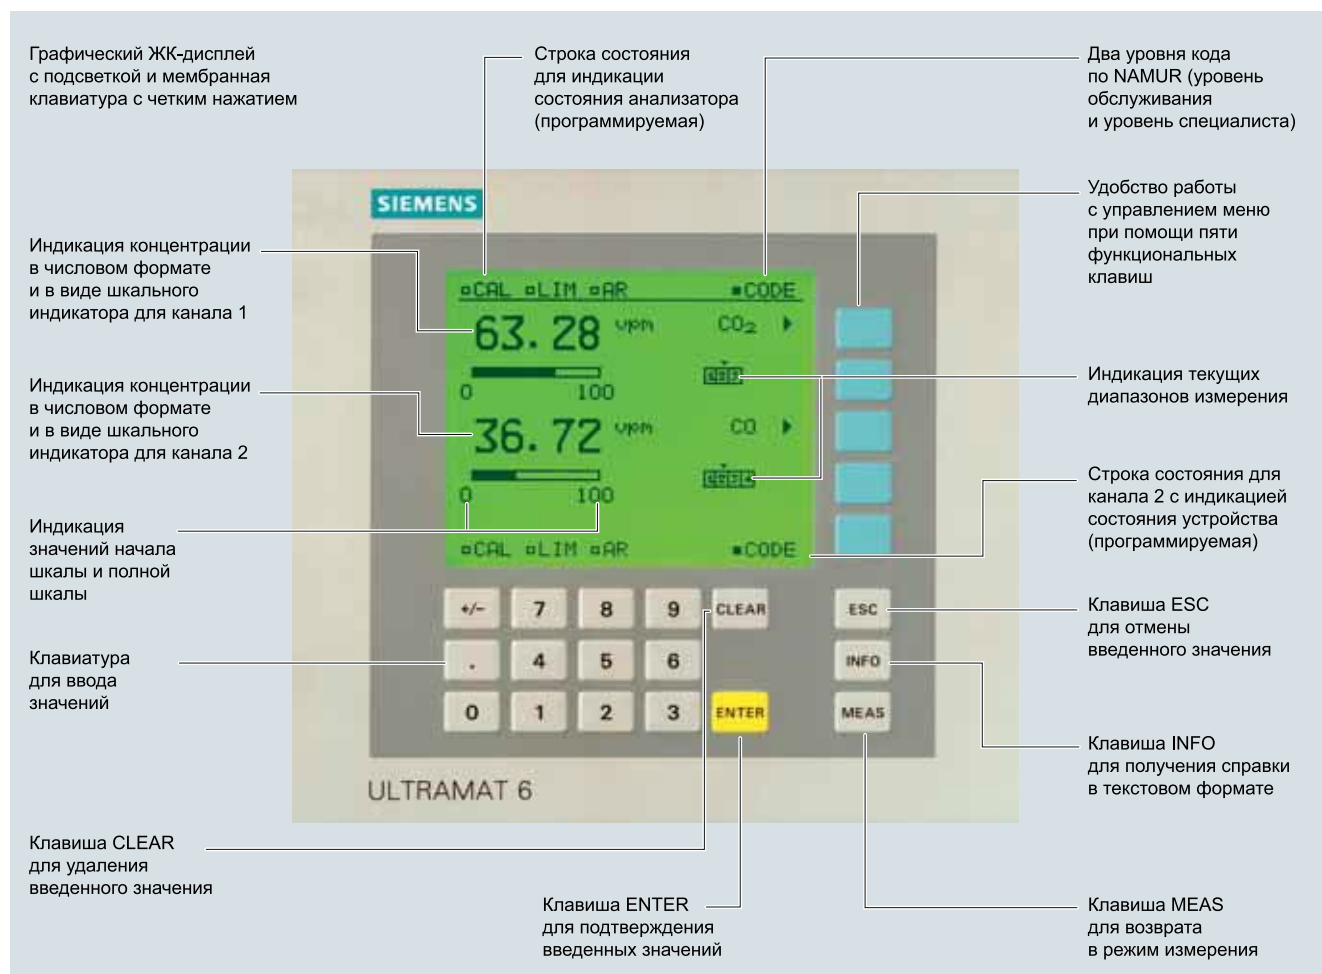 Графический ЖК-дисплей
с подсветкой и мембранная
клавиатура с четким нажатием
Строка состояния
для индикации
состояния анализатора
(программируемая)
Два уровня кода
по NAMUR (уровень
обслуживания
и уровень специалиста)
Удобство работы
с управлением меню
при помощи пяти
функциональных
клавиш
Индикация концентрации
в числовом формате
и в виде шкального
индикатора для канала 1
Индикация концентрации
в числовом формате
и в виде шкального
индикатора для канала 2
Индикация
значений начала
шкалы и полной
шкалы
Клавиатура
для ввода
значений
SIEMENS
CAL LIM AR CODE
63.28 vpm CO₂
0 100
36.72 vpm CO
0 100
CAL LIM AR CODE
+/- 7 8 9 CLEAR ESC
. 4 5 6 INFO
0 1 2 3 ENTER MEAS
ULTRAMAT 6
Индикация текущих
диапазонов измерения
Строка состояния для
канала 2 с индикацией
состояния устройства
(программируемая)
Клавиша ESC
для отмены
введенного значения
Клавиша INFO
для получения справки
в текстовом формате
Клавиша CLEAR
для удаления
введенного значения
Клавиша ENTER
для подтверждения
введенных значений
Клавиша MEAS
для возврата
в режим измерения